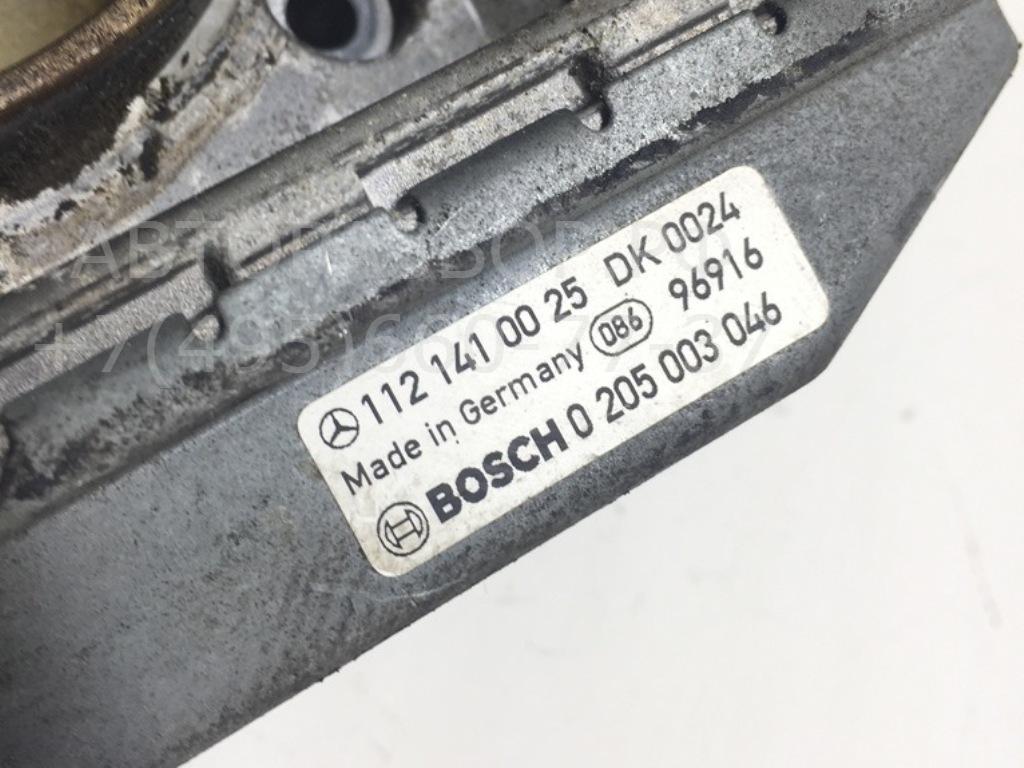 112 141 00 25 DK 0024
Made in Germany 086 96916
BOSCH 0 205 003 046